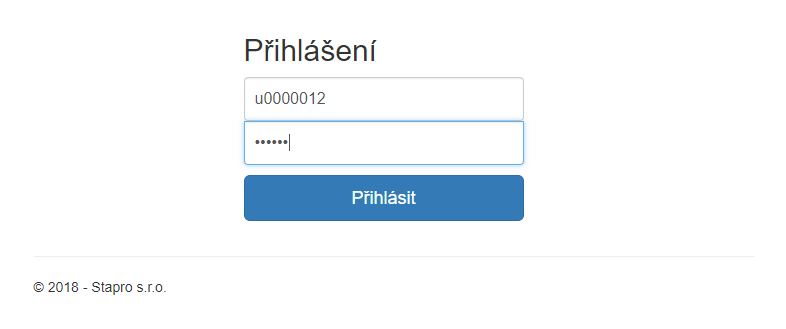 Přihlášení
u0000012
••••••
Přihlásit
© 2018 - Stapro s.r.o.